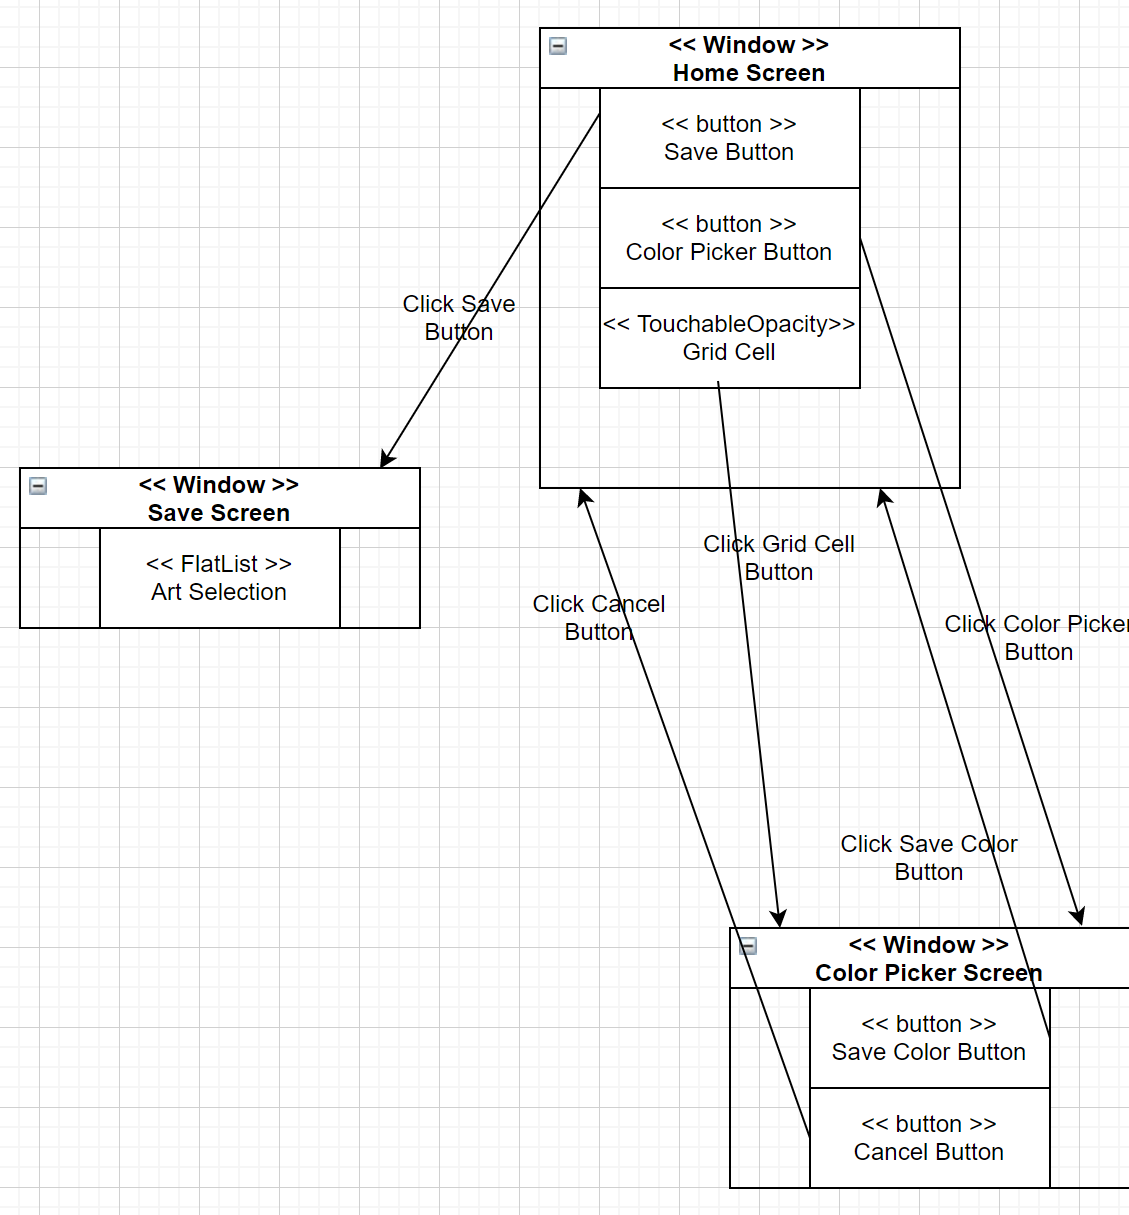 << Window >>
Home Screen
<< button >>
Save Button
<< button >>
Color Picker Button
<< TouchableOpacity>>
Grid Cell
Click Save
Button
<< Window >>
Save Screen
<< FlatList >>
Art Selection
Click Grid Cell
Button
Click Cancel
Button
Click Color Picker
Button
Click Save Color
Button
<< Window >>
Color Picker Screen
<< button >>
Save Color Button
<< button >>
Cancel Button